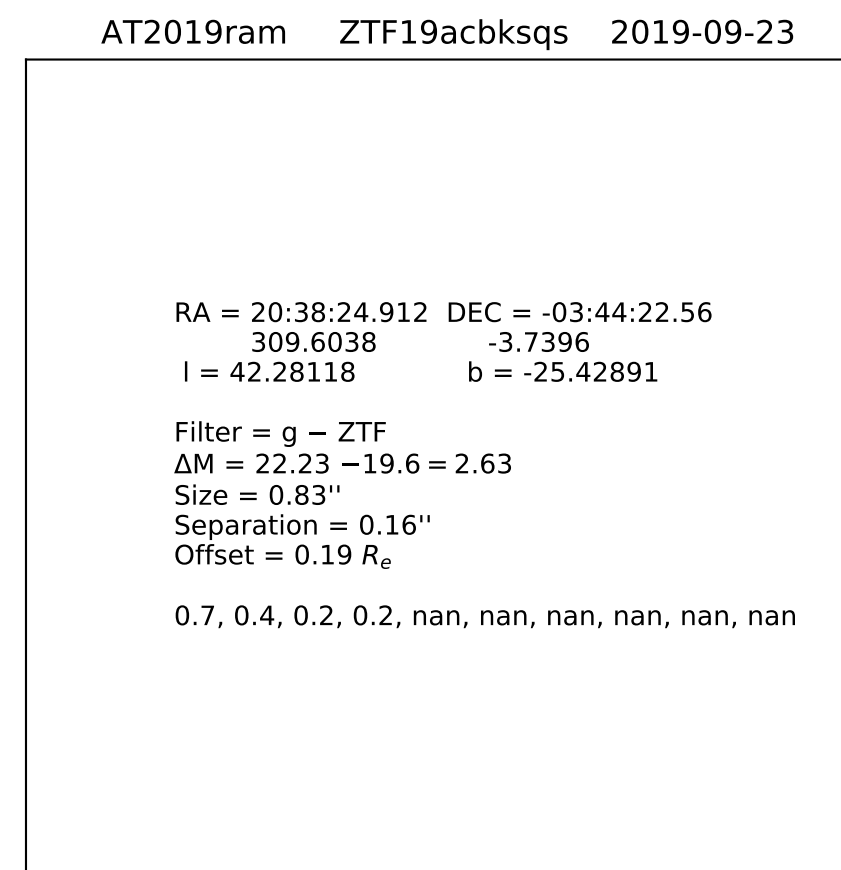 AT2019ram ZTF19acbksqs 2019-09-23
RA = 20:38:24.912 DEC = -03:44:22.56
309.6038 -3.7396
l = 42.28118 b = -25.42891
Filter = g − ZTF
ΔM = 22.23 −19.6 = 2.63
Size = 0.83''
Separation = 0.16''
Offset = 0.19 Rₑ
0.7, 0.4, 0.2, 0.2, nan, nan, nan, nan, nan, nan